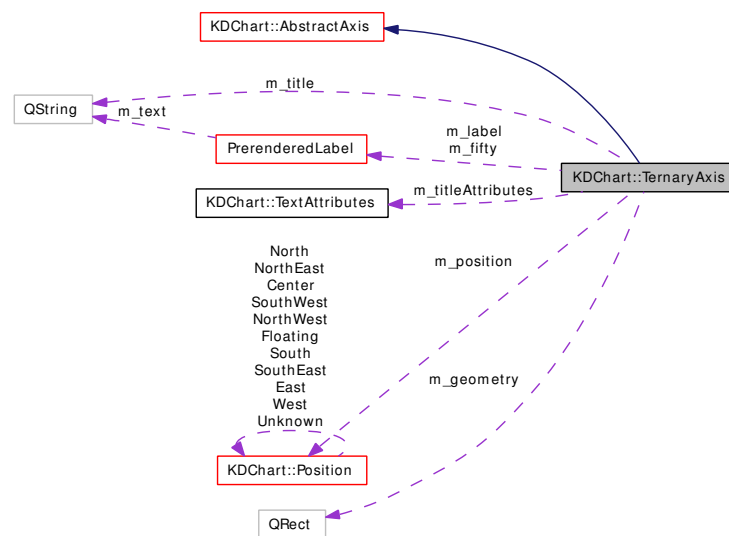 KDChart::AbstractAxis
m_title
QString
m_text
m_label
PrerenderedLabel
m_fifty
KDChart::TernaryAxis
m_titleAttributes
KDChart::TextAttributes
North
NorthEast
m_position
Center
SouthWest
NorthWest
Floating
South
SouthEast
m_geometry
East
West
Unknown
KDChart::Position
QRect